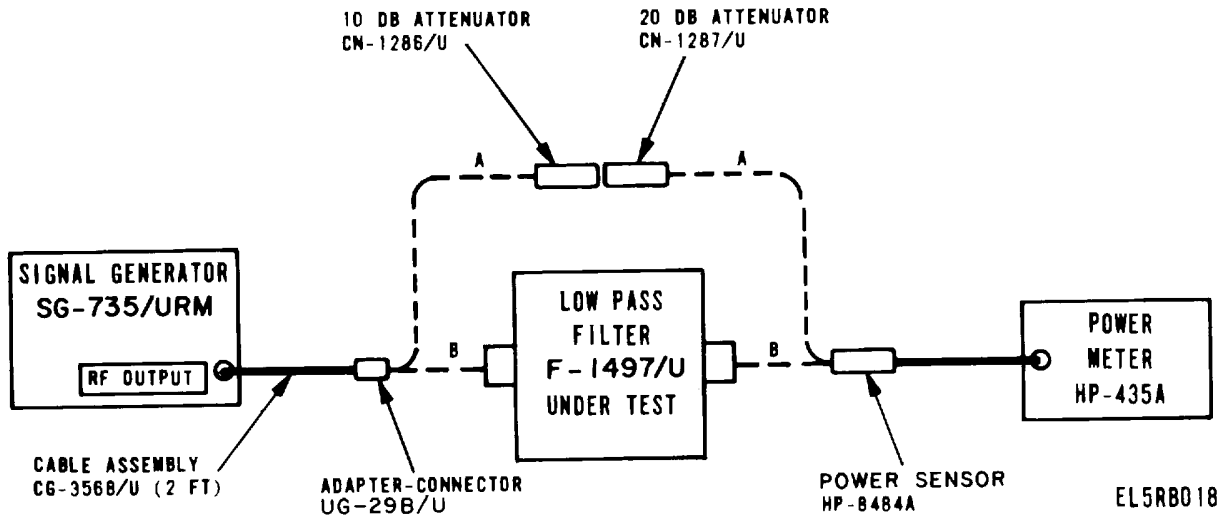 10 DB ATTENUATOR
CN-1286/U
20 DB ATTENUATOR
CN-1287/U
A
A
SIGNAL GENERATOR
SG-735/URM
RF OUTPUT
B
LOW PASS
FILTER
F-1497/U
UNDER TEST
B
POWER
METER
HP-435A
CABLE ASSEMBLY
CG-3568/U (2 FT)
ADAPTER-CONNECTOR
UG-29B/U
POWER SENSOR
HP-8484A
EL5RB018